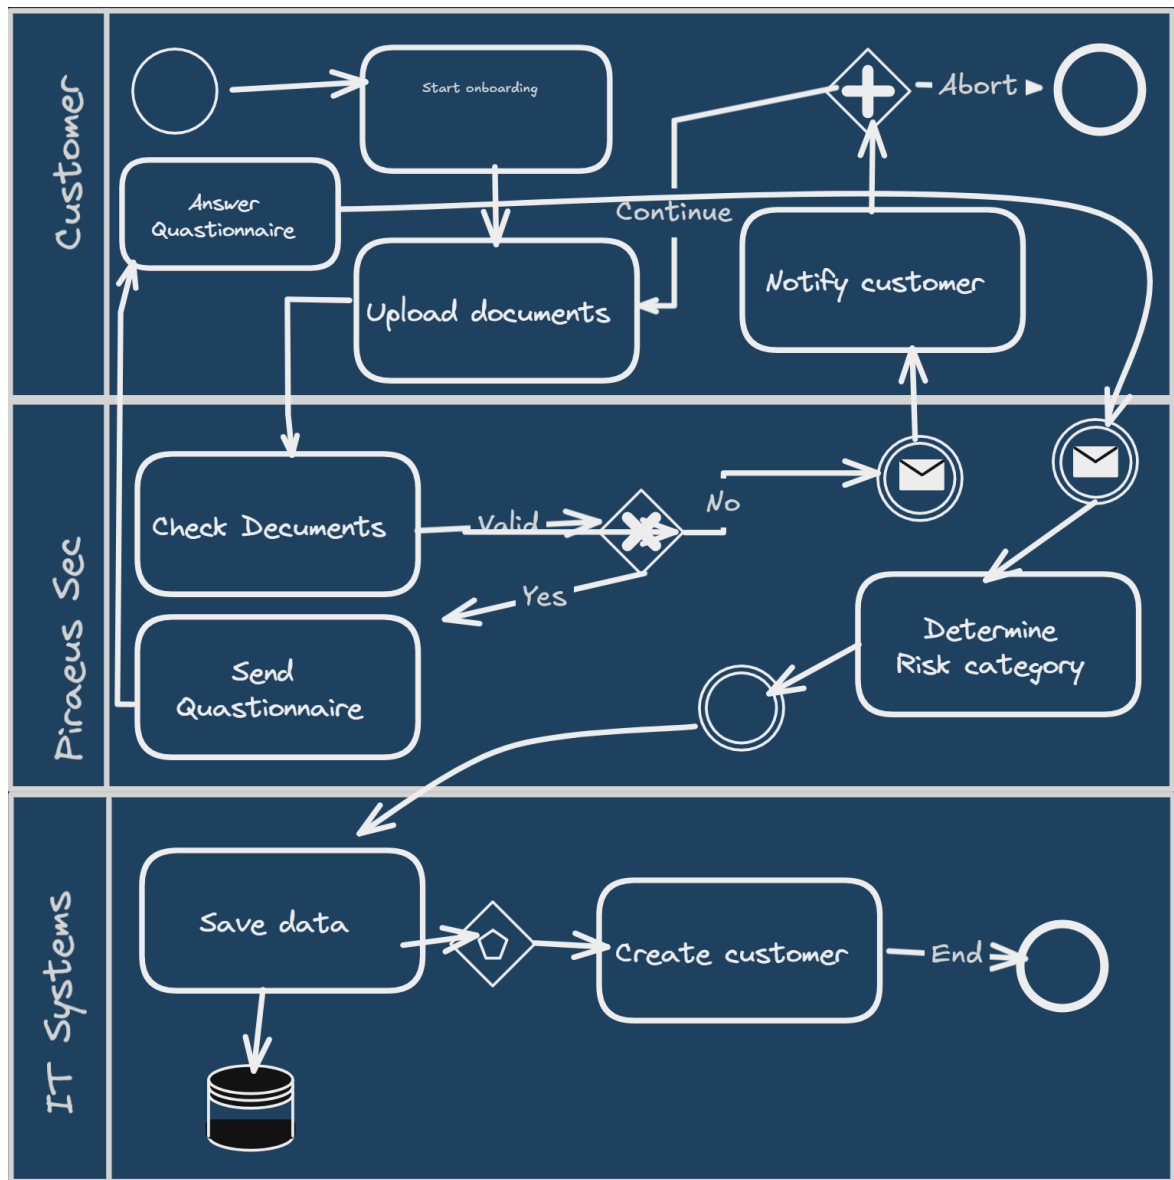 Customer
Start onboarding
Abort
Answer
Quastionnaire
Continue
Notify customer
Upload documents
Piraeus Sec
Check Decuments
Valid
No
Yes
Send
Quastionnaire
Determine
Risk category
IT Systems
Save data
Create customer
End